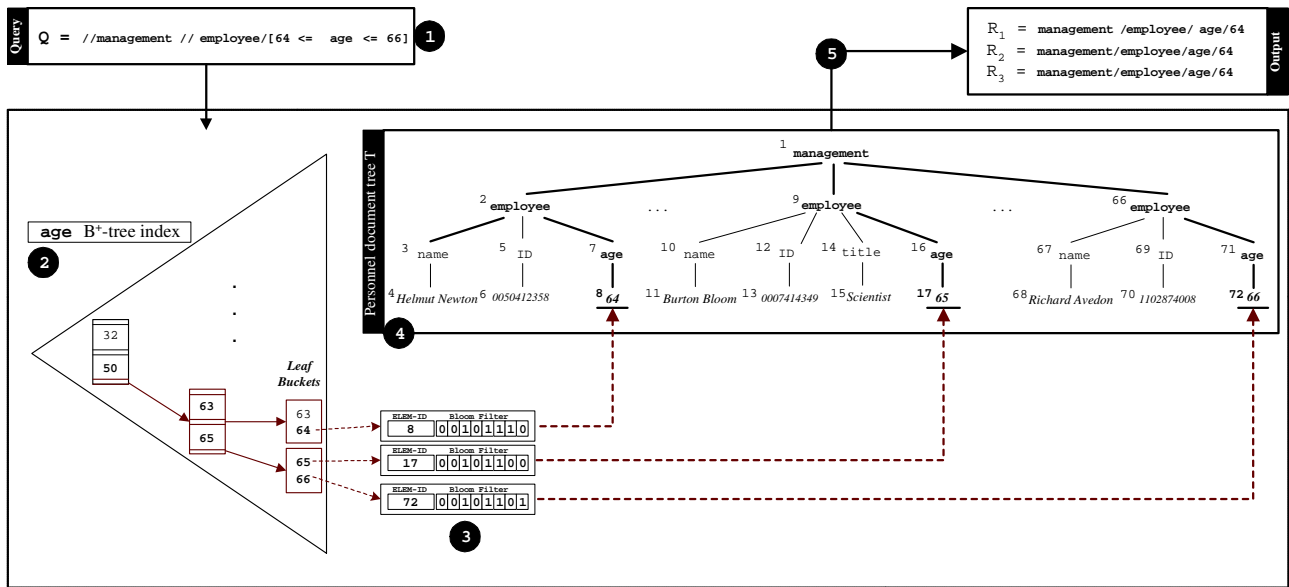 Query
Q = //management // employee/[64 <= age <= 66]
1
5
R1 = management /employee/ age/64
R2 = management/employee/age/64
R3 = management/employee/age/64
Output
Personnel document tree T
1 management
2 employee
...
9 employee
...
66 employee
3 name
5 ID
7 age
10 name
12 ID
14 title
16 age
67 name
69 ID
71 age
4 Helmut Newton
6 0050412358
8 64
11 Burton Bloom
13 0007414349
15 Scientist
17 65
68 Richard Avedon
70 1102874008
72 66
4
age B+-tree index
2
32
50
63
65
Leaf
Buckets
63
64
65
66
ELEM-ID Bloom Filter
8 0 0 1 0 1 1 1 0
ELEM-ID Bloom Filter
17 0 0 1 0 1 1 0 0
ELEM-ID Bloom Filter
72 0 0 1 0 1 1 0 1
3